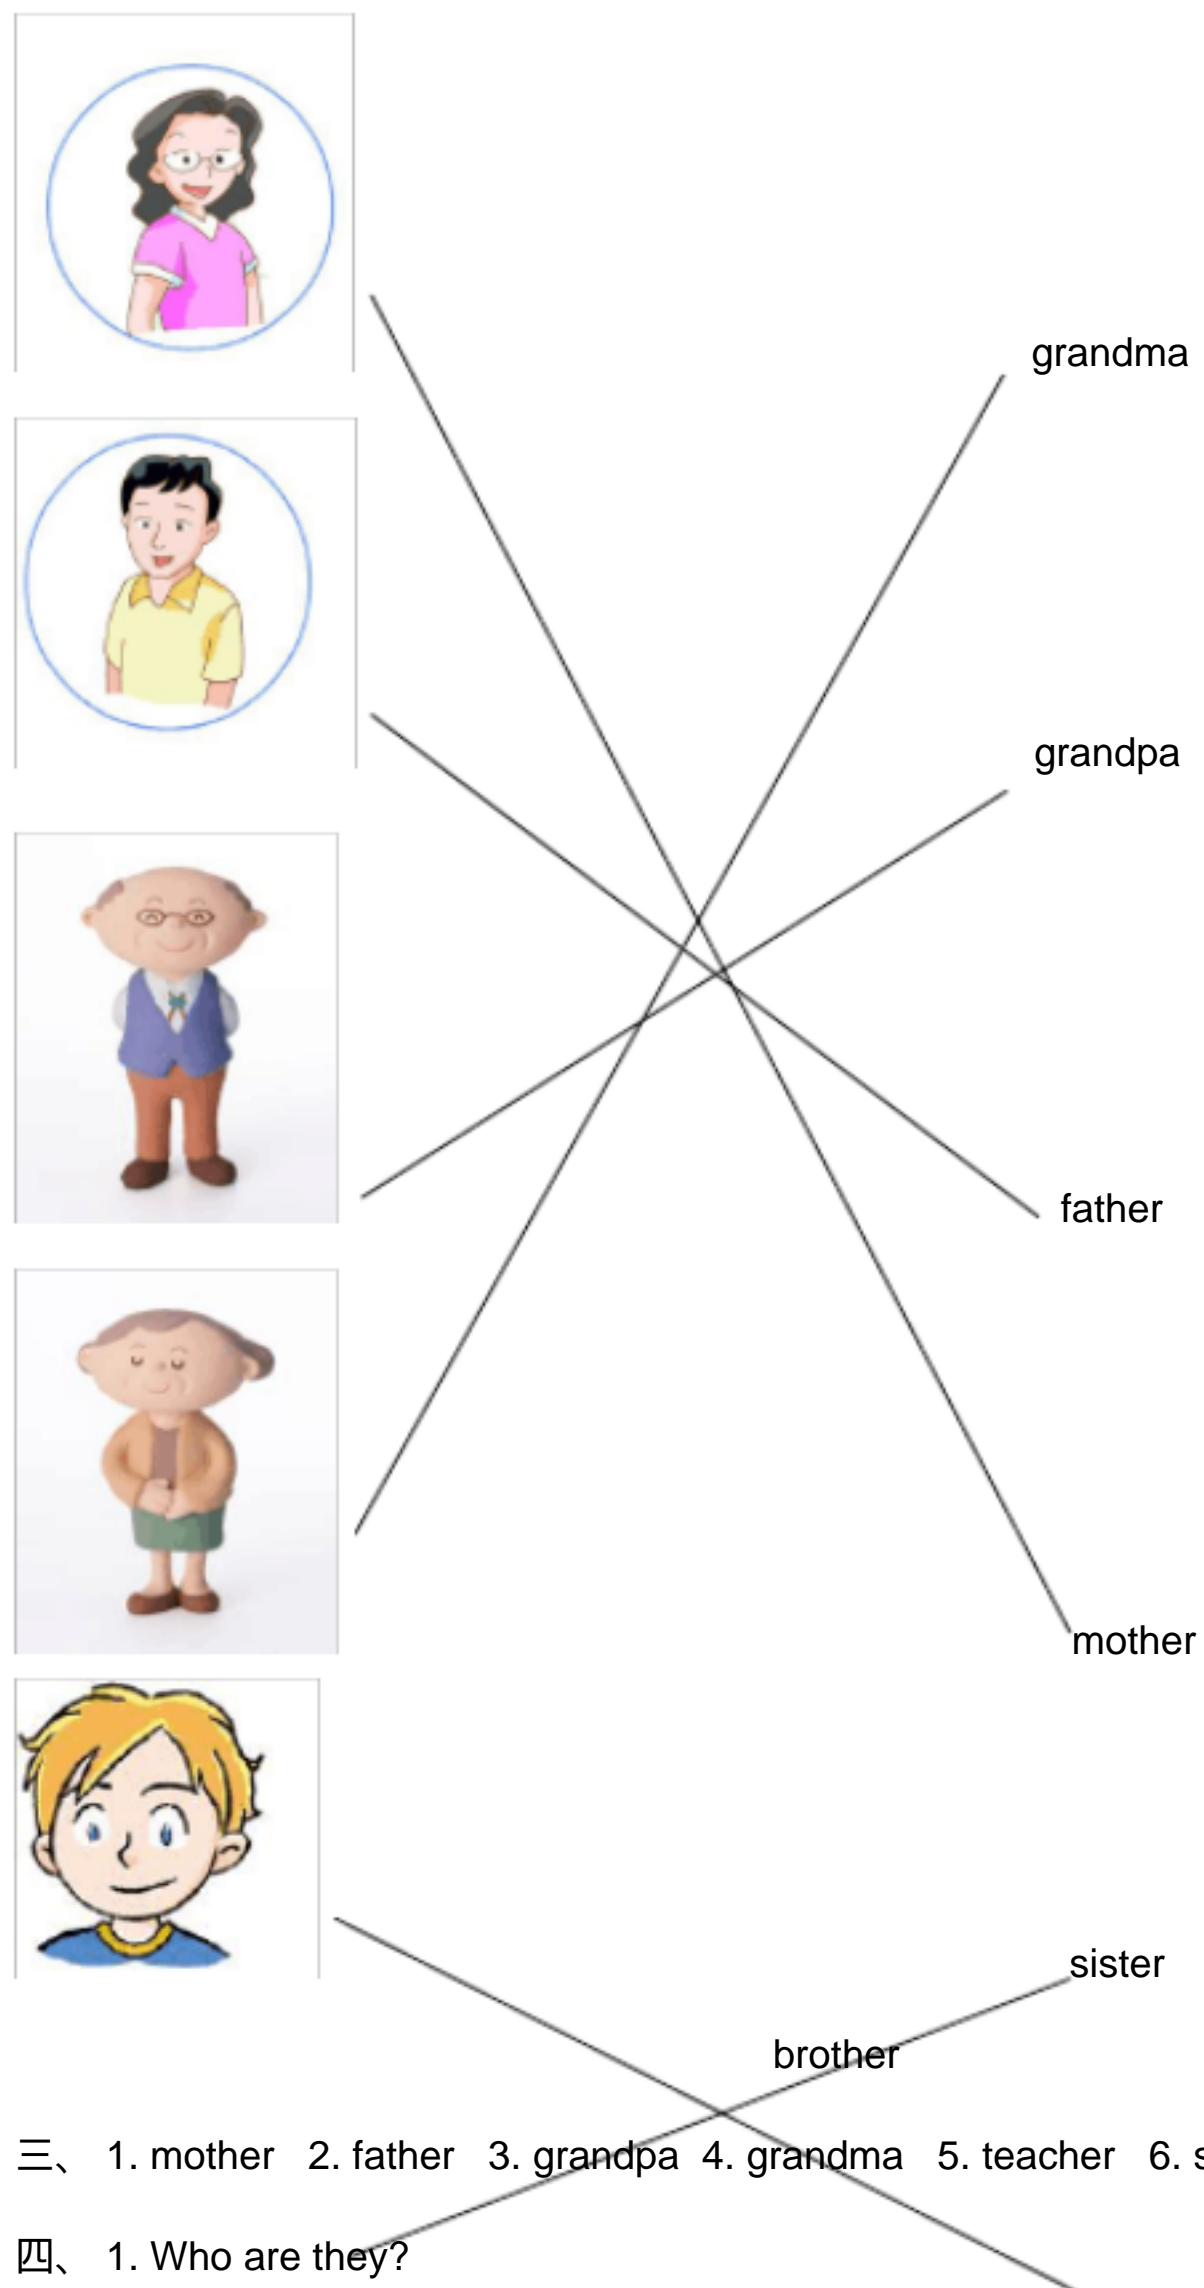 grandma
grandpa
father
mother
sister
brother
三、 1. mother 2. father 3. grandpa 4. grandma 5. teacher 6.
四、 1. Who are they?